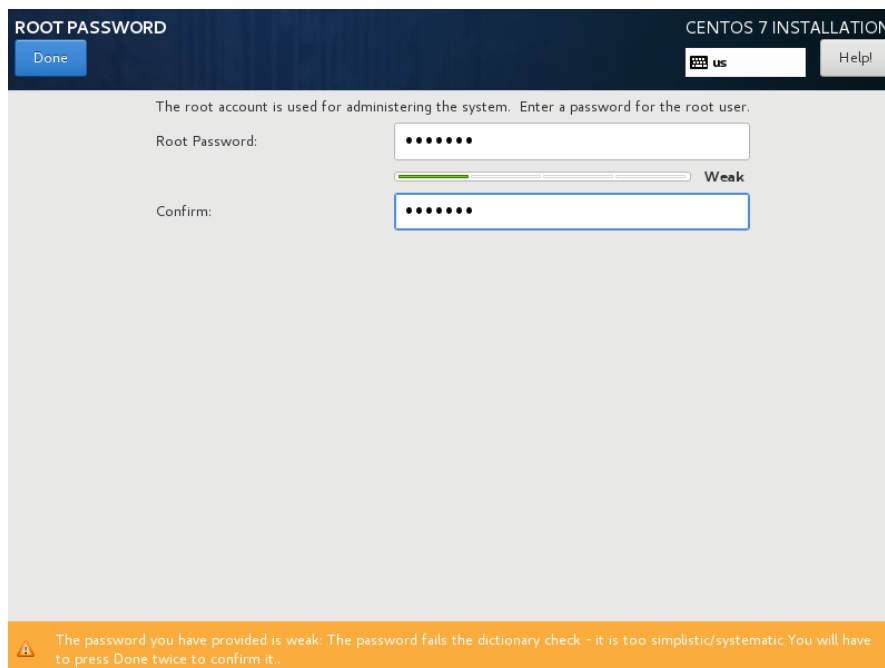 ROOT PASSWORD
CENTOS 7 INSTALLATION
Done
us
Help!
The root account is used for administering the system. Enter a password for the root user.
Root Password:
•••••••
Weak
Confirm:
•••••••
The password you have provided is weak: The password fails the dictionary check - it is too simplistic/systematic You will have
to press Done twice to confirm it..